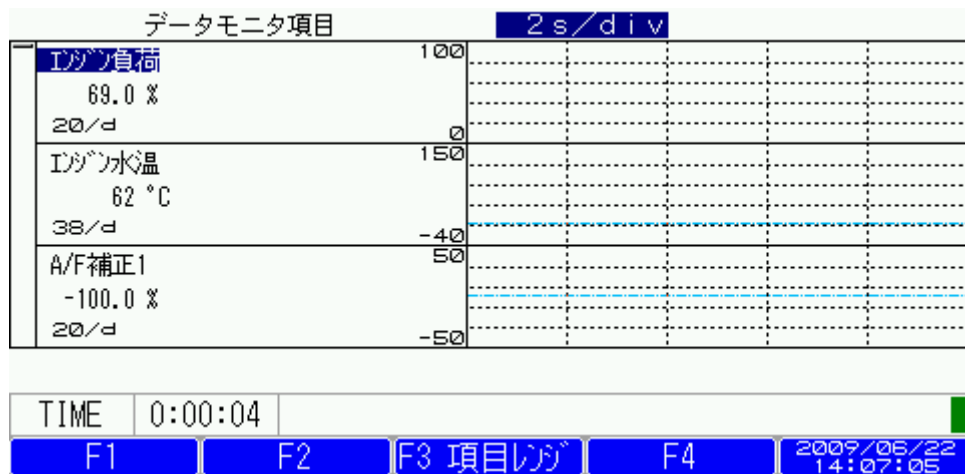 データモニタ項目 2s/div
エンジン負荷 100
69.0 %
20/d 0
エンジン水温 150
62 °C
38/d -40
A/F補正1 50
-100.0 %
20/d -50
TIME 0:00:04
F1 F2 F3 項目レンジ F4 2009/06/22
14:07:05